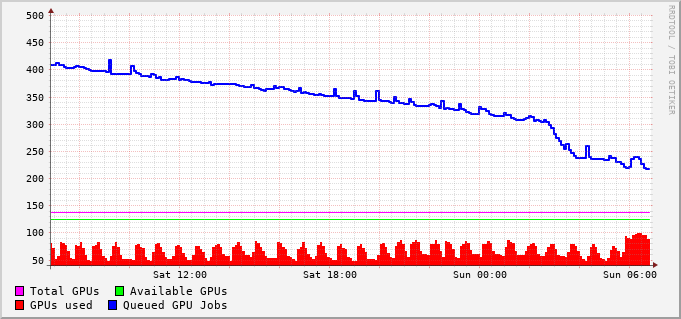 500
450
400
350
300
250
200
150
100
50
Sat 12:00 Sat 18:00 Sun 00:00 Sun 06:00
Total GPUs Available GPUs
GPUs used Queued GPU Jobs
RRDTOOL / TOBI OETIKER